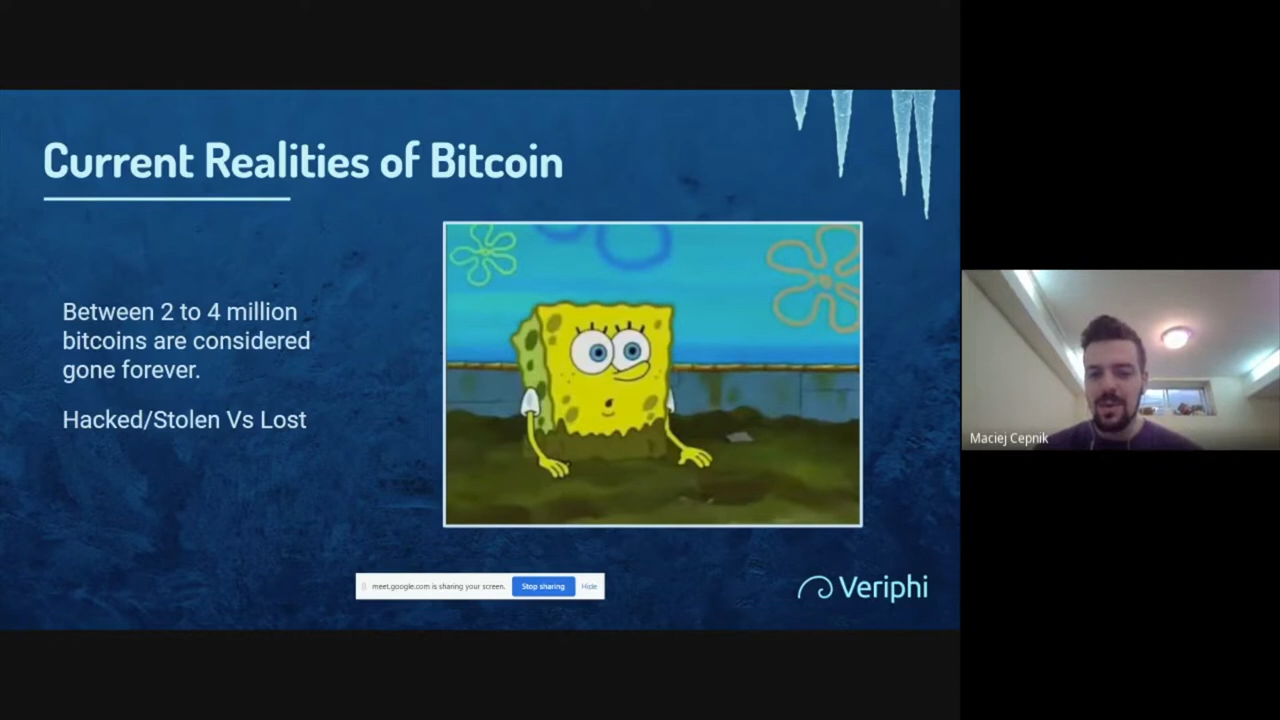 Current Realities of Bitcoin
Between 2 to 4 million
bitcoins are considered
gone forever.
Hacked/Stolen Vs Lost
Maciej Cepnik
meet.google.com is sharing your screen.
Stop sharing
Hide
Veriphi